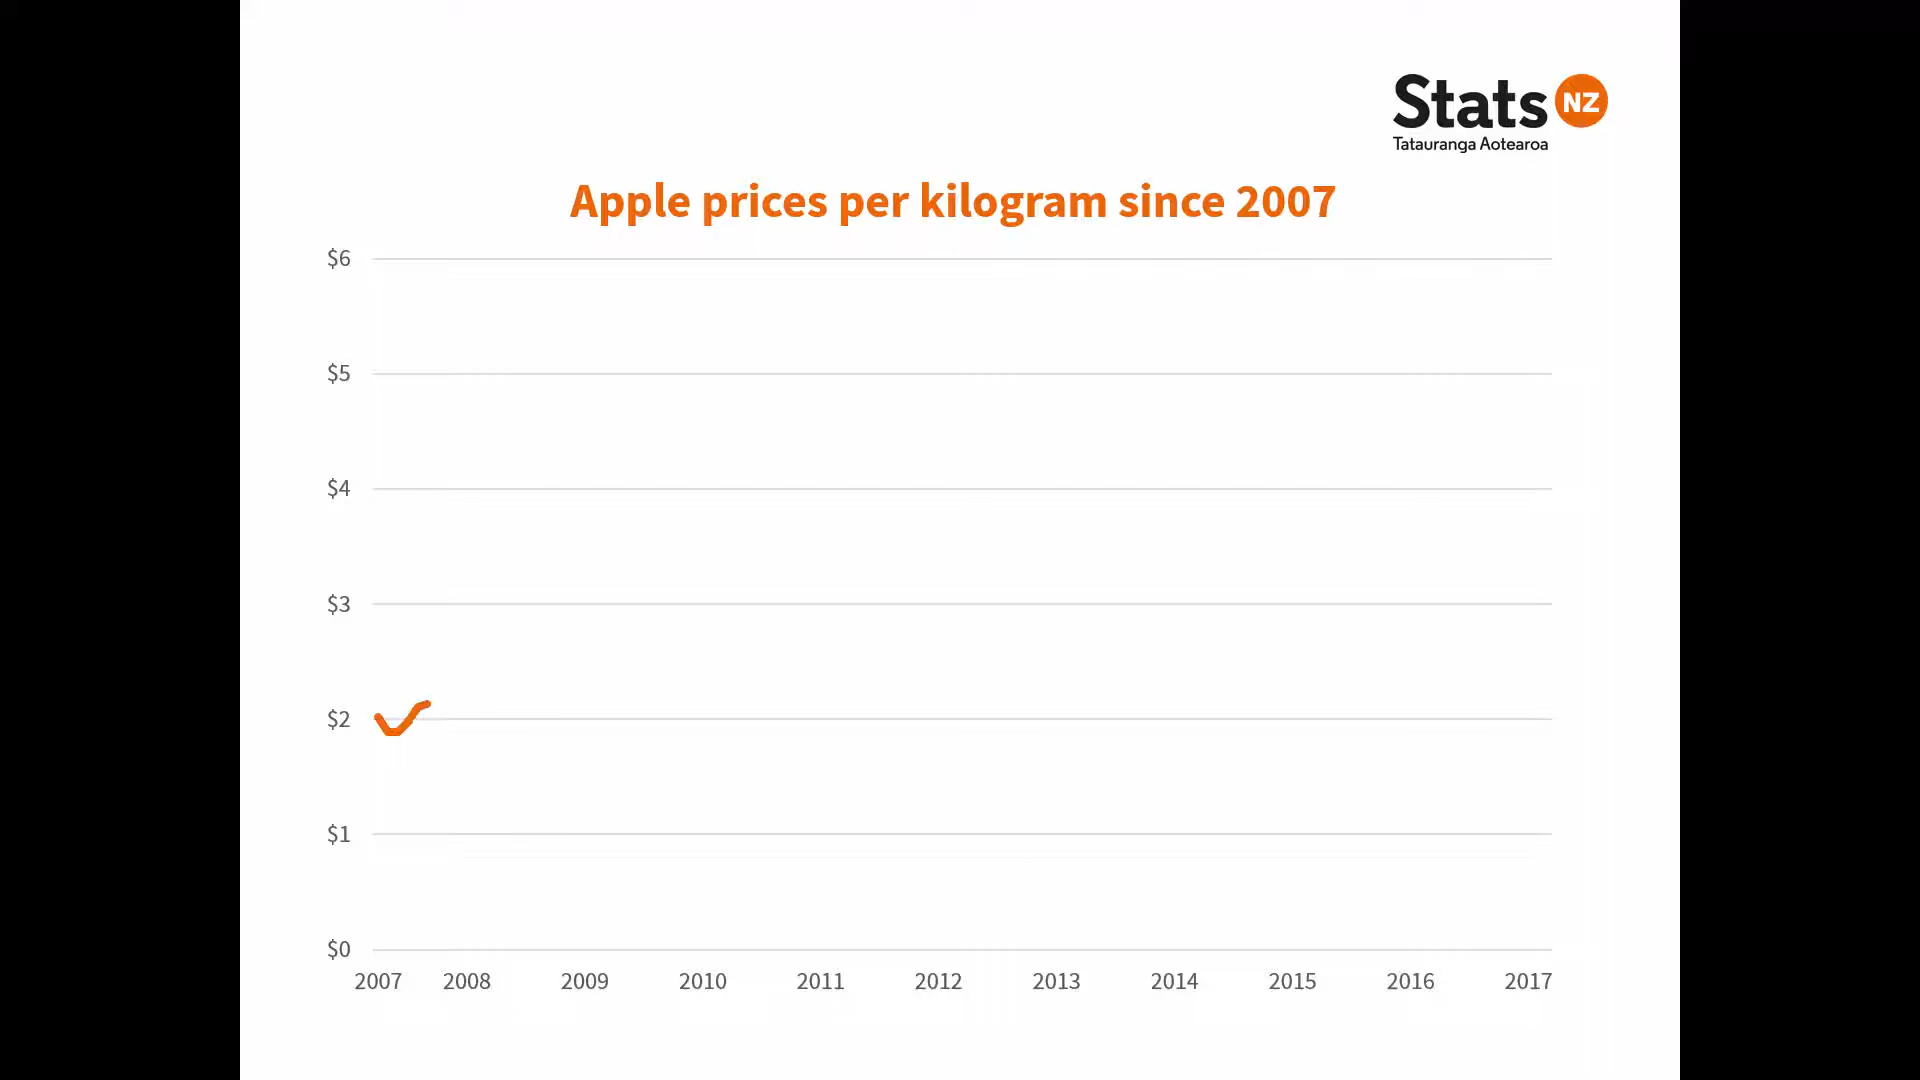 Stats NZ
Tatauranga Aotearoa
Apple prices per kilogram since 2007
$6
$5
$4
$3
$2
$1
$0
2007 2008 2009 2010 2011 2012 2013 2014 2015 2016 2017